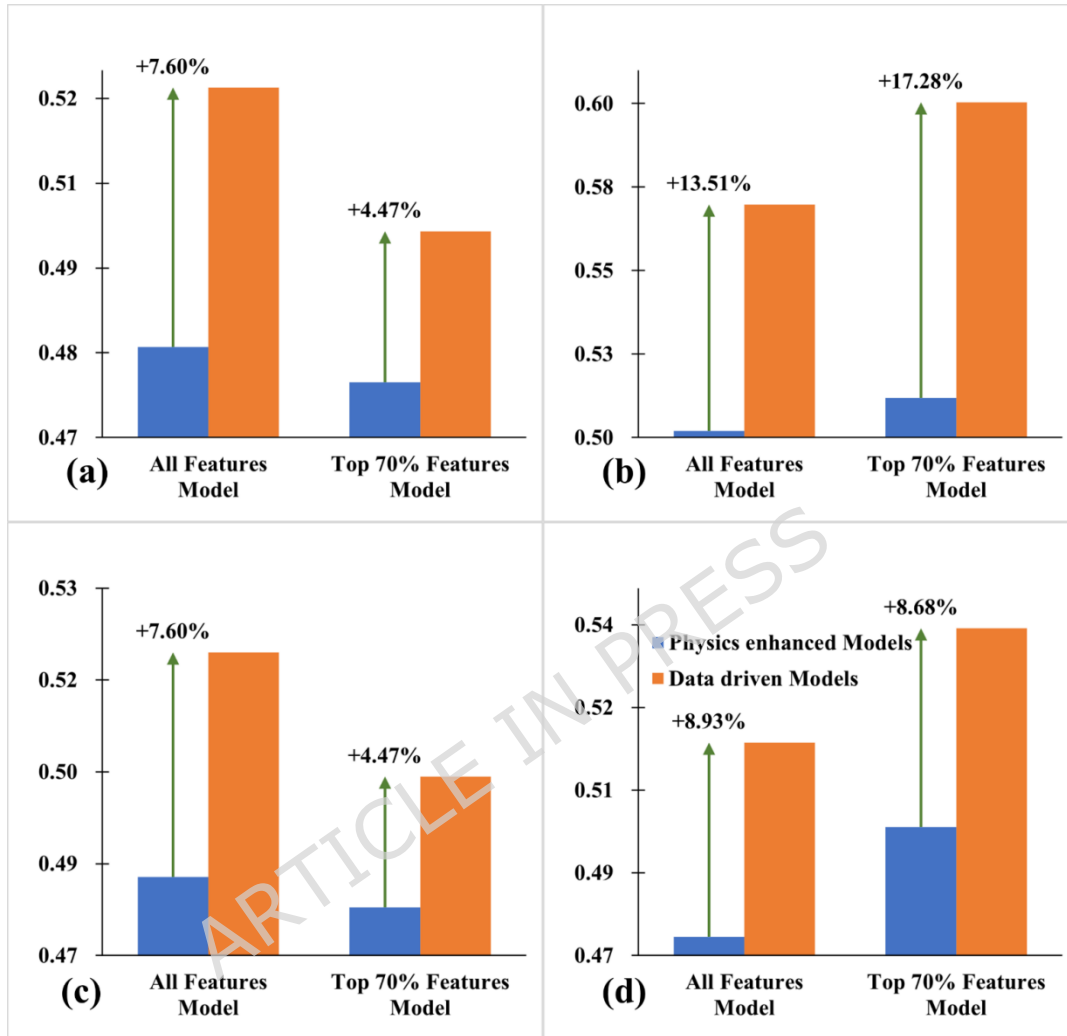 +7.60%
0.52
0.51
+4.47%
0.49
0.48
0.47
(a)
All Features
Model
Top 70% Features
Model
+17.28%
0.60
+13.51%
0.58
0.55
0.53
0.50
(b)
All Features
Model
Top 70% Features
Model
0.53
+7.60%
0.52
+4.47%
0.50
0.49
0.47
(c)
All Features
Model
Top 70% Features
Model
+8.68%
0.54
Physics enhanced Models
Data driven Models
0.52
+8.93%
0.51
0.49
0.47
(d)
All Features
Model
Top 70% Features
Model
ARTICLE IN PRESS